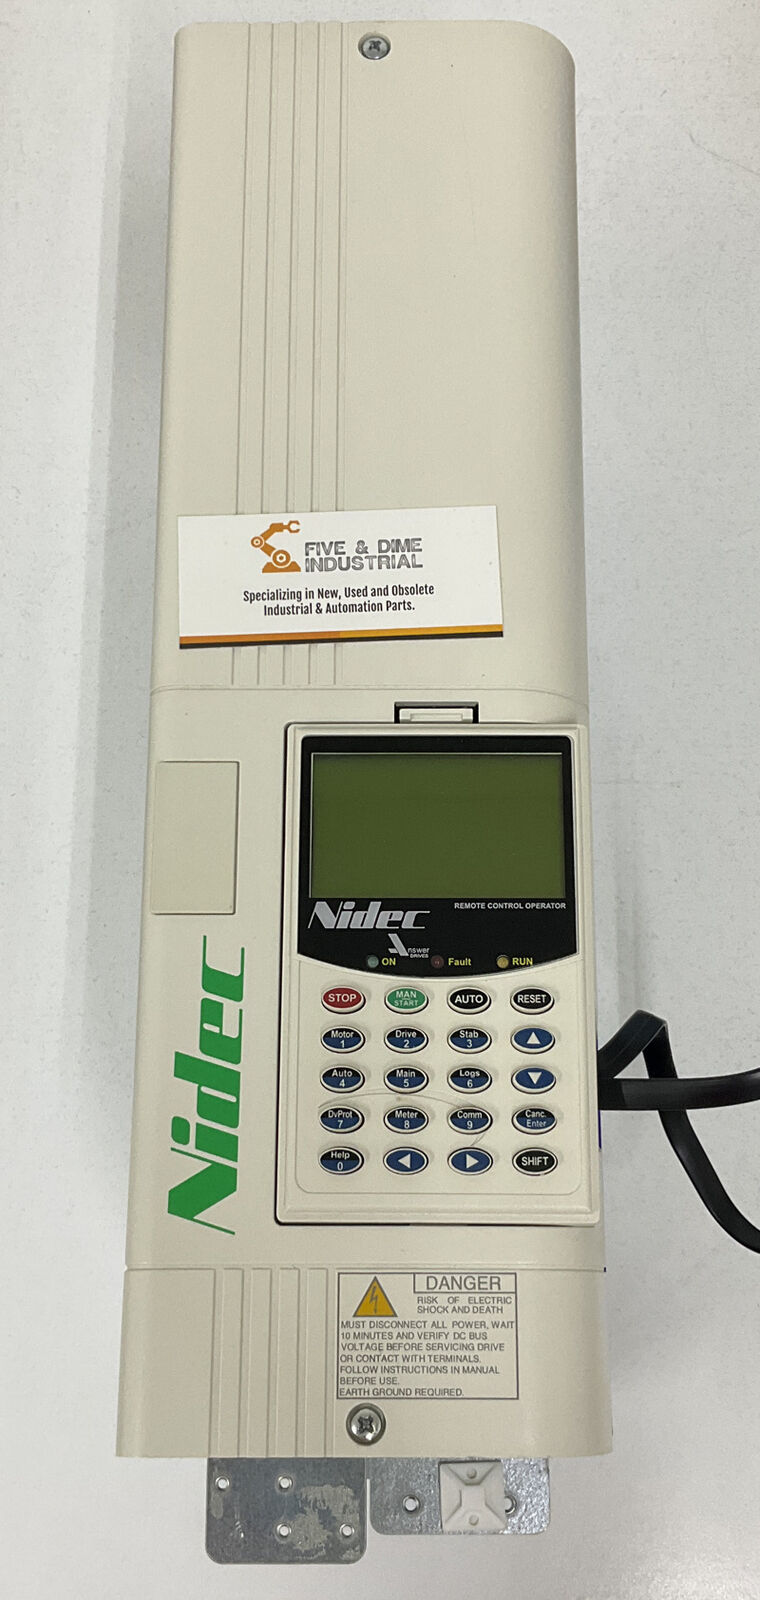 FIVE & DIME
INDUSTRIAL
Specializing in New, Used and Obsolete
Industrial & Automation Parts.
Nidec
REMOTE CONTROL OPERATOR
Answer
DRIVES
ON Fault RUN
STOP MAN START AUTO RESET
Motor 1 Drive 2 Stab 3
Auto 4 Main 5 Logs 6
DvProt 7 Meter 8 Comm 9 Canc. Enter
Help 0 SHIFT
Nidec
DANGER
RISK OF ELECTRIC
SHOCK AND DEATH
MUST DISCONNECT ALL POWER, WAIT
10 MINUTES AND VERIFY DC BUS
VOLTAGE BEFORE SERVICING DRIVE
OR CONTACT WITH TERMINALS.
FOLLOW INSTRUCTIONS IN MANUAL
BEFORE USE.
EARTH GROUND REQUIRED.